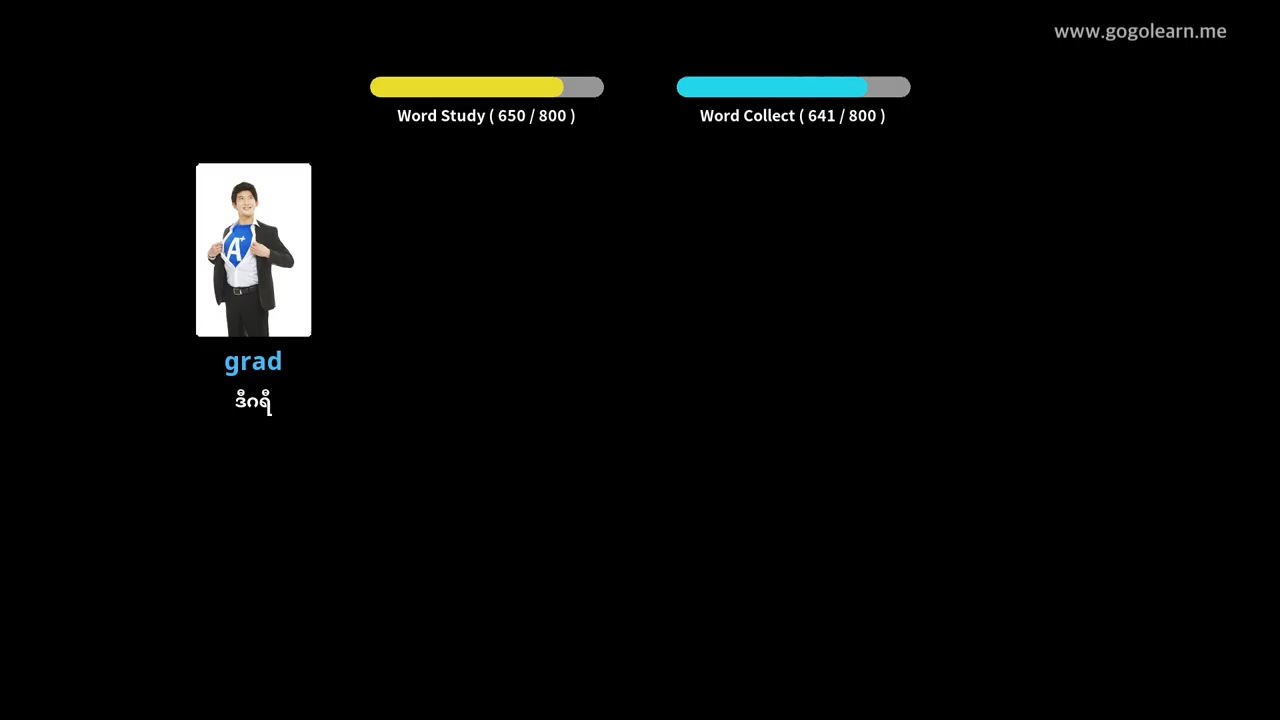 www.gogolearn.me
Word Study ( 650 / 800 )
Word Collect ( 641 / 800 )
A+
grad
ဒီဂရီ